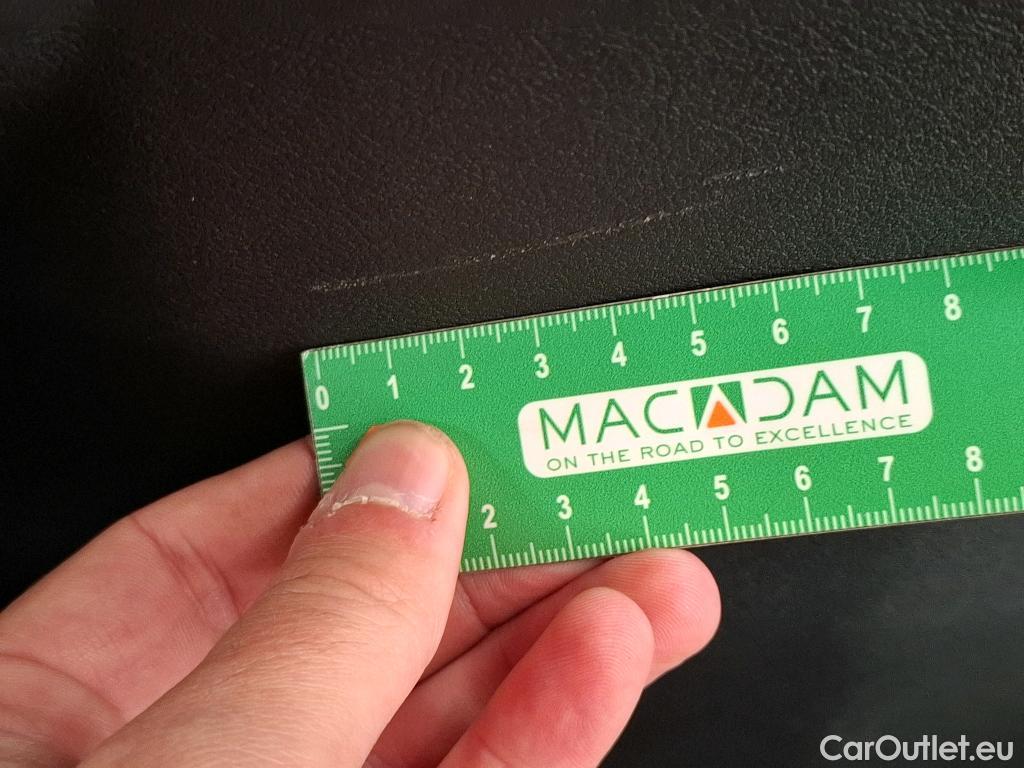 0 1 2 3 4 5 6 7 8
MACADAM
ON THE ROAD TO EXCELLENCE
2 3 4 5 6 7 8
CarOutlet.eu